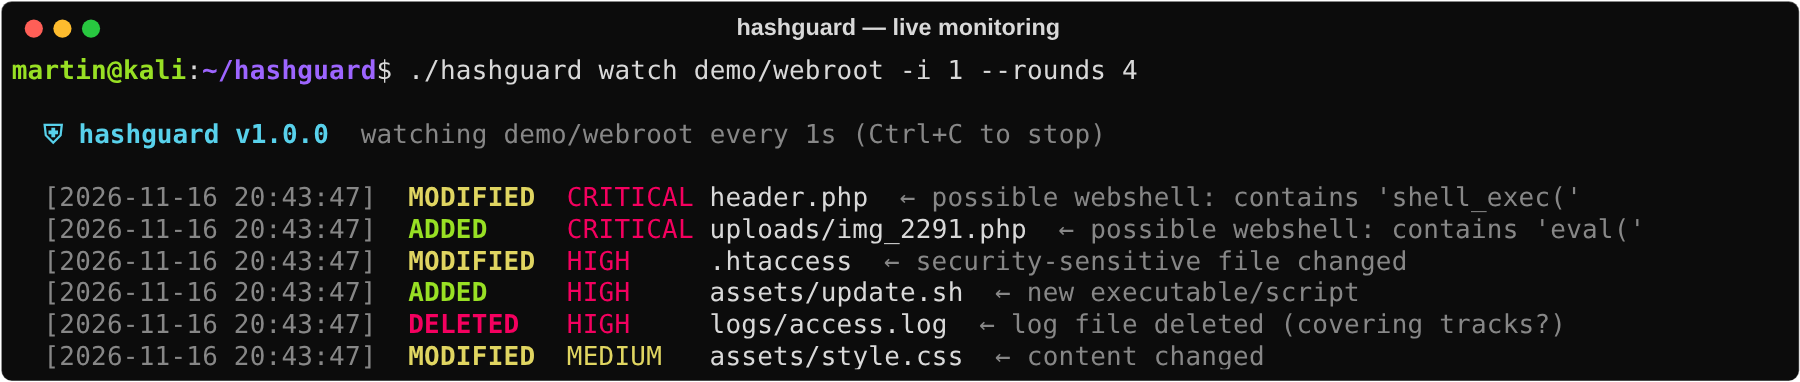 hashguard — live monitoring
martin@kali:~/hashguard$ ./hashguard watch demo/webroot -i 1 --rounds 4
⛨ hashguard v1.0.0  watching demo/webroot every 1s (Ctrl+C to stop)
[2026-11-16 20:43:47]  MODIFIED  CRITICAL header.php  ← possible webshell: contains 'shell_exec('
[2026-11-16 20:43:47]  ADDED     CRITICAL uploads/img_2291.php  ← possible webshell: contains 'eval('
[2026-11-16 20:43:47]  MODIFIED  HIGH     .htaccess  ← security-sensitive file changed
[2026-11-16 20:43:47]  ADDED     HIGH     assets/update.sh  ← new executable/script
[2026-11-16 20:43:47]  DELETED   HIGH     logs/access.log  ← log file deleted (covering tracks?)
[2026-11-16 20:43:47]  MODIFIED  MEDIUM   assets/style.css  ← content changed